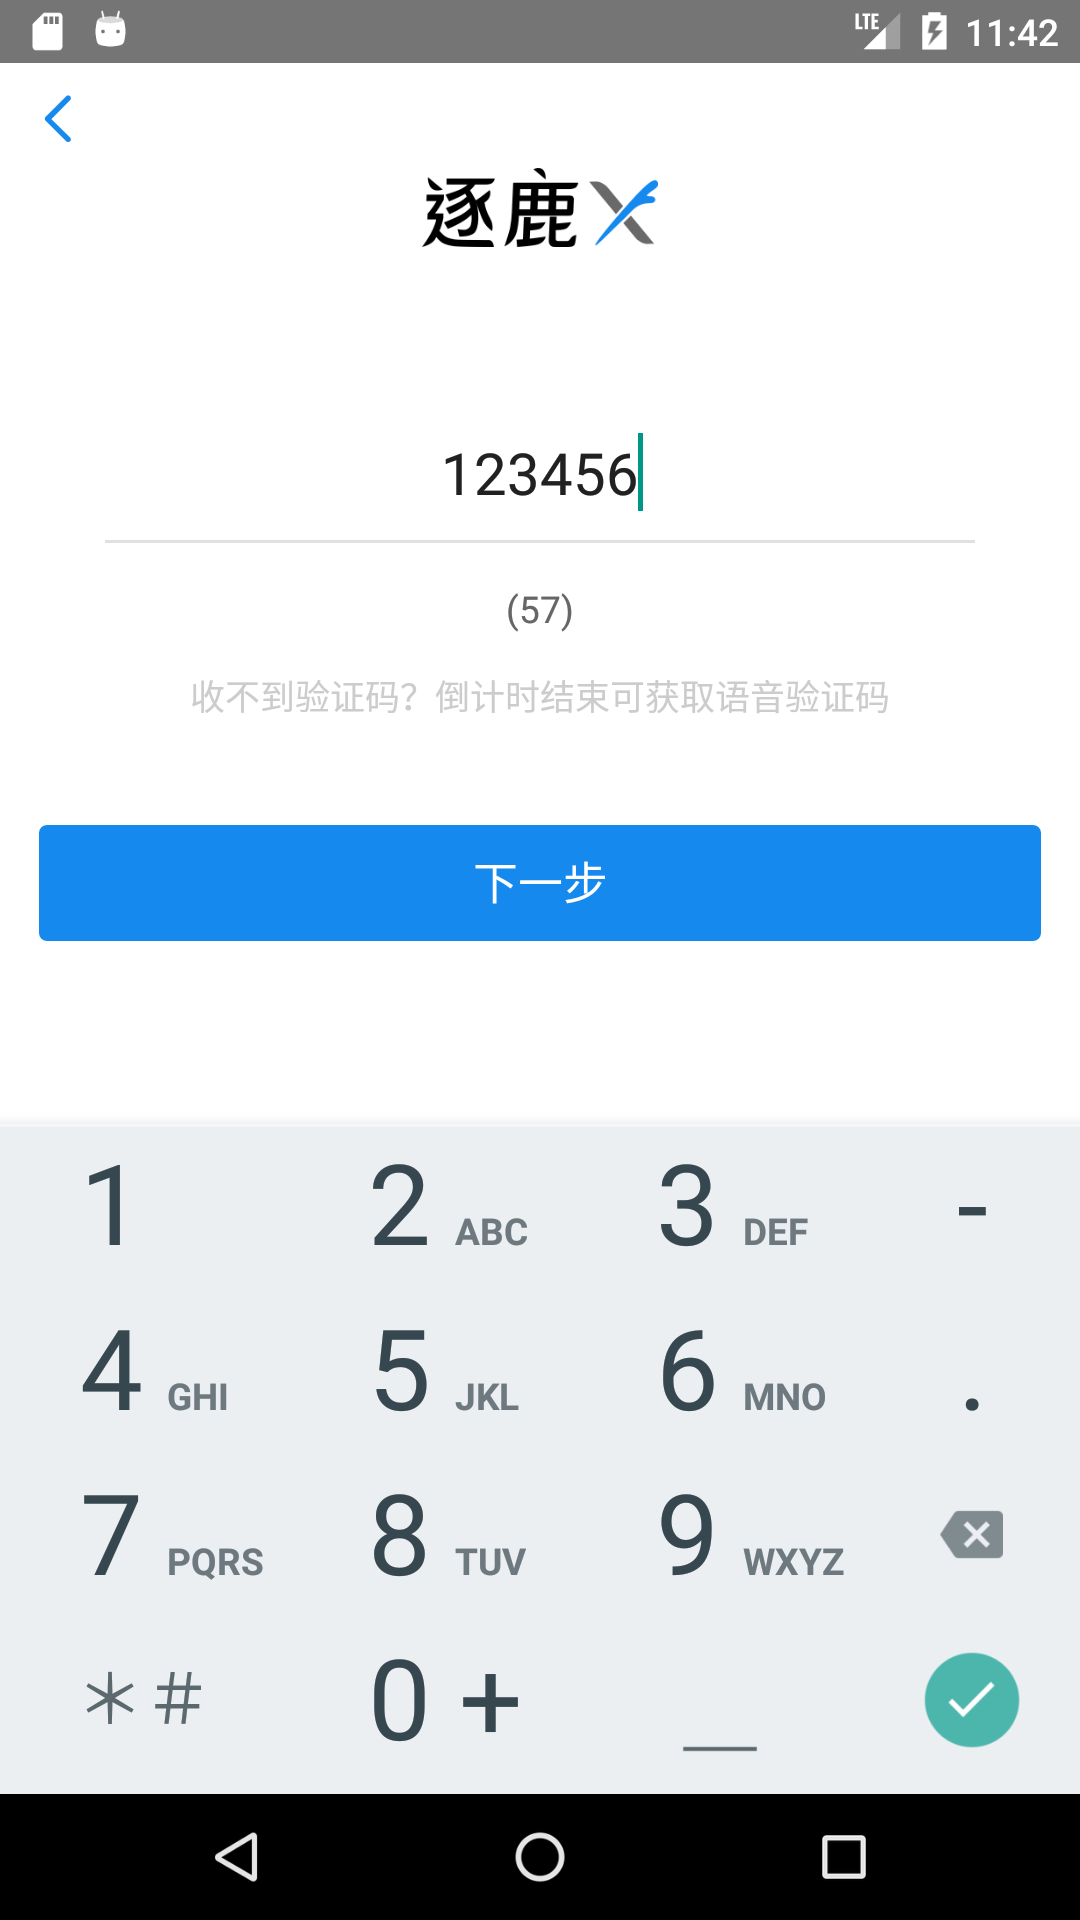 LTE 11:42
逐鹿X
123456
(57)
收不到验证码？倒计时结束可获取语音验证码
下一步
1 2 ABC 3 DEF -
4 GHI 5 JKL 6 MNO .
7 PQRS 8 TUV 9 WXYZ
* # 0 + _